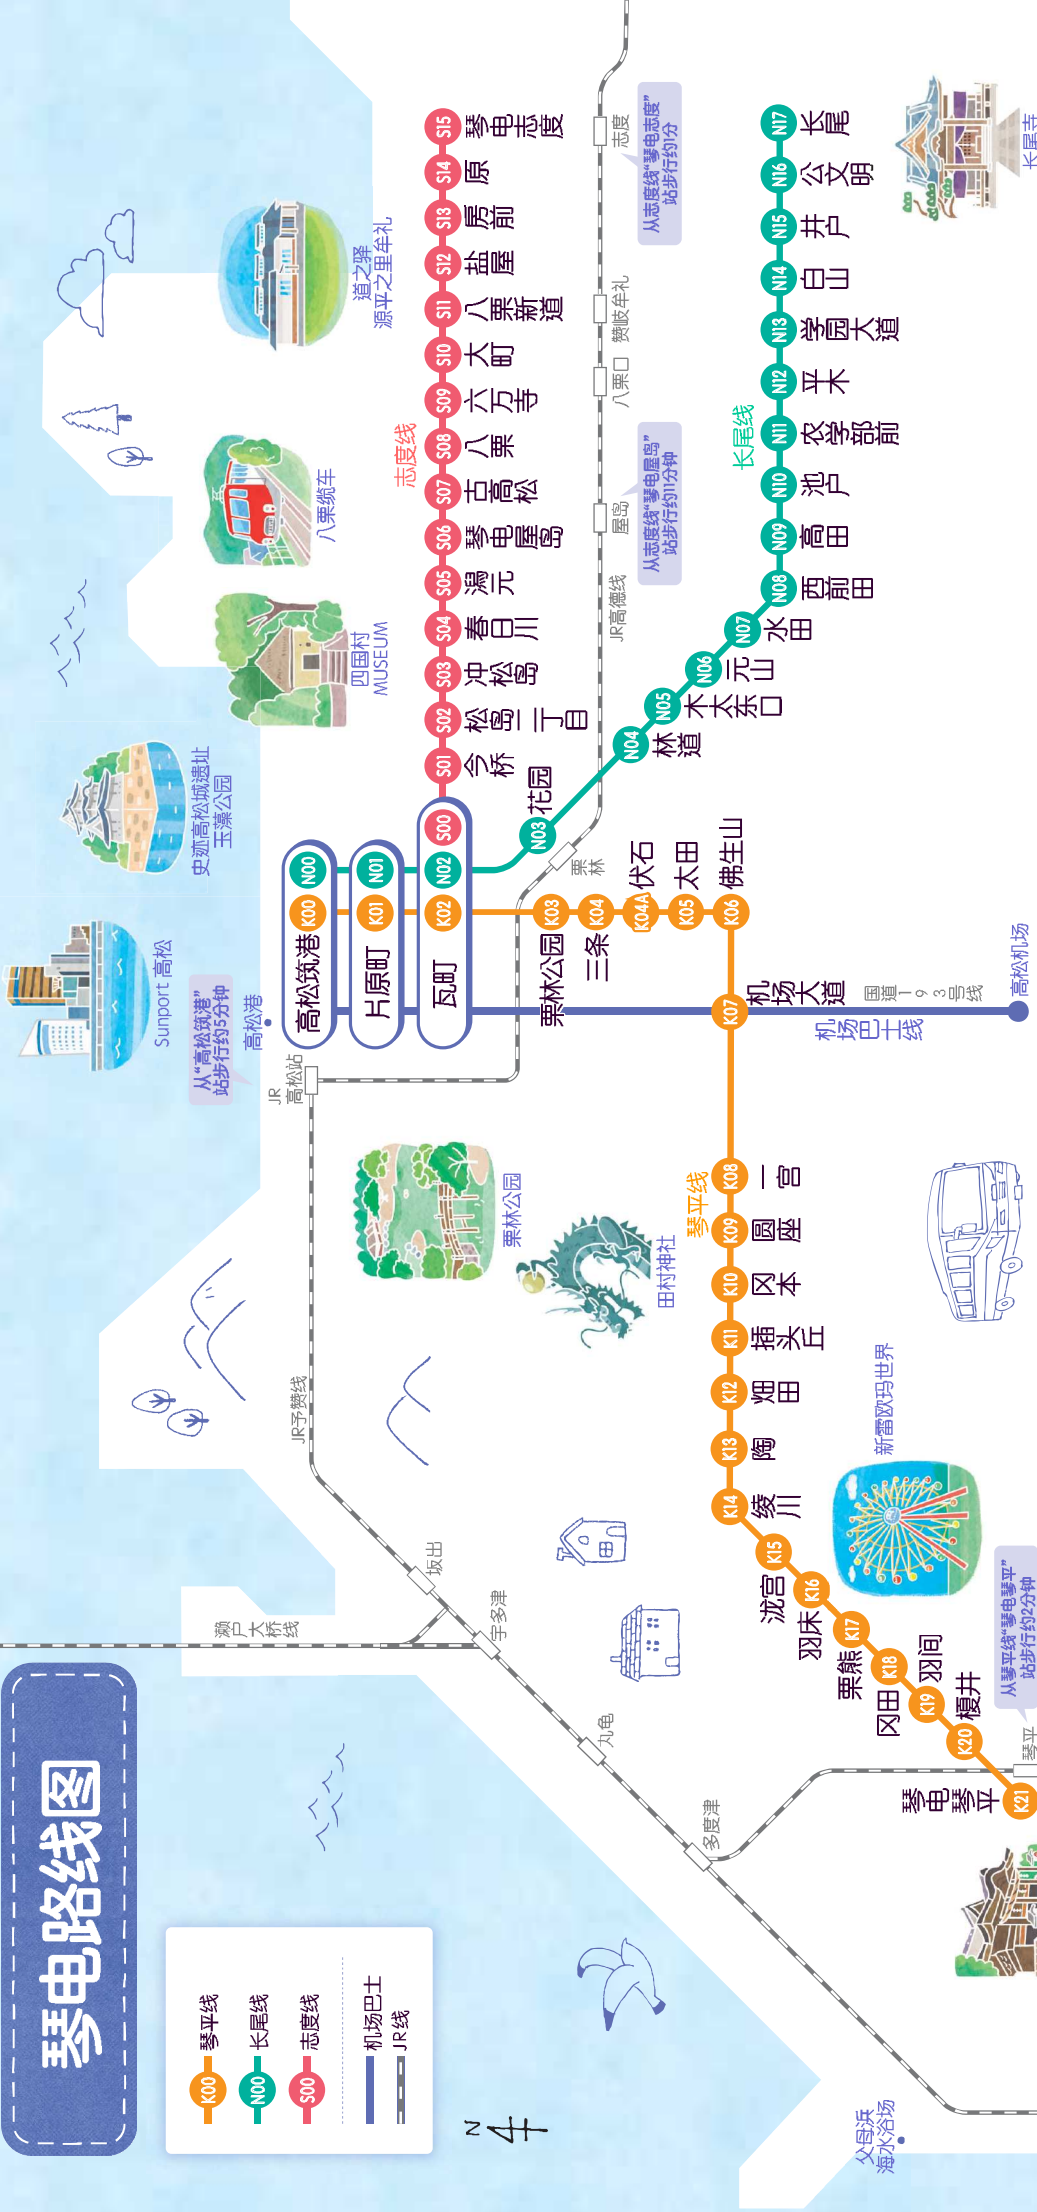 琴电路线图
K00 琴平线
N00 长尾线
S00 志度线
机场巴士
JR线
N
Sunport 高松
史迹高松城遗址
玉藻公园
四国村
MUSEUM
八栗缆车
道之驿
源平之里牟礼
从“高松筑港”
站步行约5分钟
高松港
JR
高松站
高松筑港
K00
N00
片原町
K01
N01
瓦町
K02
N02
S00
志度线
S01
今桥
S02
松岛二丁目
S03
冲松岛
S04
春日川
S05
潟元
S06
琴电屋岛
S07
古高松
S08
八栗
S09
六万寺
S10
大町
S11
八栗新道
S12
盐屋
S13
房前
S14
原
S15
琴电志度
JR高德线
栗林
屋岛
八栗口
赞岐牟礼
志度
从志度线“琴电屋岛”
站步行约11分钟
从志度线“琴电志度”
站步行约1分
长尾线
N03
花园
N04
林道
N05
木太东口
N06
元山
N07
水田
N08
西前田
N09
高田
N10
池户
N11
农学部前
N12
平木
N13
学园大道
N14
白山
N15
井户
N16
公文明
N17
长尾
长尾寺
琴平线
K03
栗林公园
K04
三条
K04A
伏石
K05
太田
K06
佛生山
K07
机场大道
国道193号线
机场巴士线
高松机场
K08
一宫
K09
圆座
K10
冈本
K11
插头丘
K12
畑田
K13
陶
K14
绫川
K15
泷宫
K16
羽床
K17
栗熊
K18
冈田
K19
羽间
K20
榎井
K21
琴电琴平
栗林公园
田村神社
新雷欧玛世界
从琴平线“琴电琴平”
站步行约2分钟
琴平
JR予赞线
坂出
濑户大桥线
宇多津
丸龟
多度津
父母浜
海水浴场